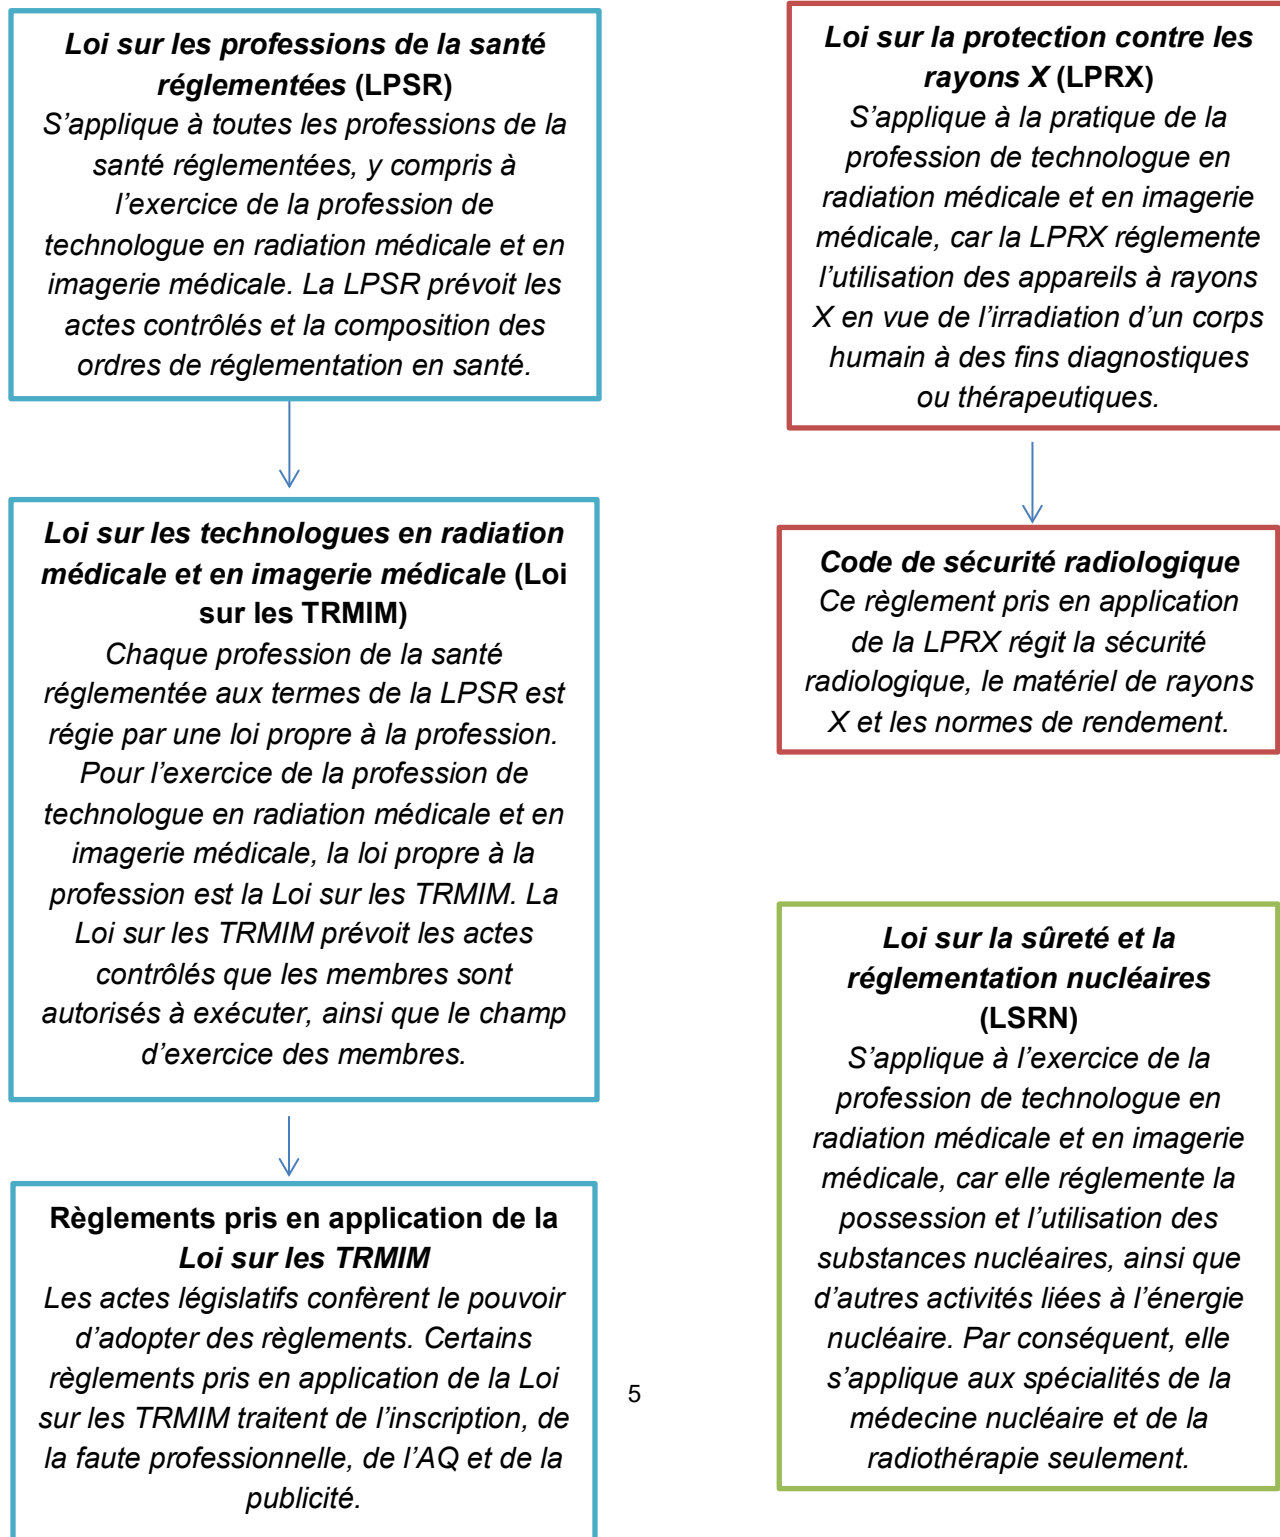 Loi sur les professions de la santé
réglementées (LPSR)
S’applique à toutes les professions de la
santé réglementées, y compris à
l’exercice de la profession de
technologue en radiation médicale et en
imagerie médicale. La LPSR prévoit les
actes contrôlés et la composition des
ordres de réglementation en santé.
Loi sur les technologues en radiation
médicale et en imagerie médicale (Loi
sur les TRMIM)
Chaque profession de la santé
réglementée aux termes de la LPSR est
régie par une loi propre à la profession.
Pour l’exercice de la profession de
technologue en radiation médicale et en
imagerie médicale, la loi propre à la
profession est la Loi sur les TRMIM. La
Loi sur les TRMIM prévoit les actes
contrôlés que les membres sont
autorisés à exécuter, ainsi que le champ
d’exercice des membres.
Règlements pris en application de la
Loi sur les TRMIM
Les actes législatifs confèrent le pouvoir
d’adopter des règlements. Certains
règlements pris en application de la Loi
sur les TRMIM traitent de l’inscription, de
la faute professionnelle, de l’AQ et de la
publicité.
Loi sur la protection contre les
rayons X (LPRX)
S’applique à la pratique de la
profession de technologue en
radiation médicale et en imagerie
médicale, car la LPRX réglemente
l’utilisation des appareils à rayons
X en vue de l’irradiation d’un corps
humain à des fins diagnostiques
ou thérapeutiques.
Code de sécurité radiologique
Ce règlement pris en application
de la LPRX régit la sécurité
radiologique, le matériel de rayons
X et les normes de rendement.
Loi sur la sûreté et la
réglementation nucléaires
(LSRN)
S’applique à l’exercice de la
profession de technologue en
radiation médicale et en imagerie
médicale, car elle réglemente la
possession et l’utilisation des
substances nucléaires, ainsi que
d’autres activités liées à l’énergie
nucléaire. Par conséquent, elle
s’applique aux spécialités de la
médecine nucléaire et de la
radiothérapie seulement.
5